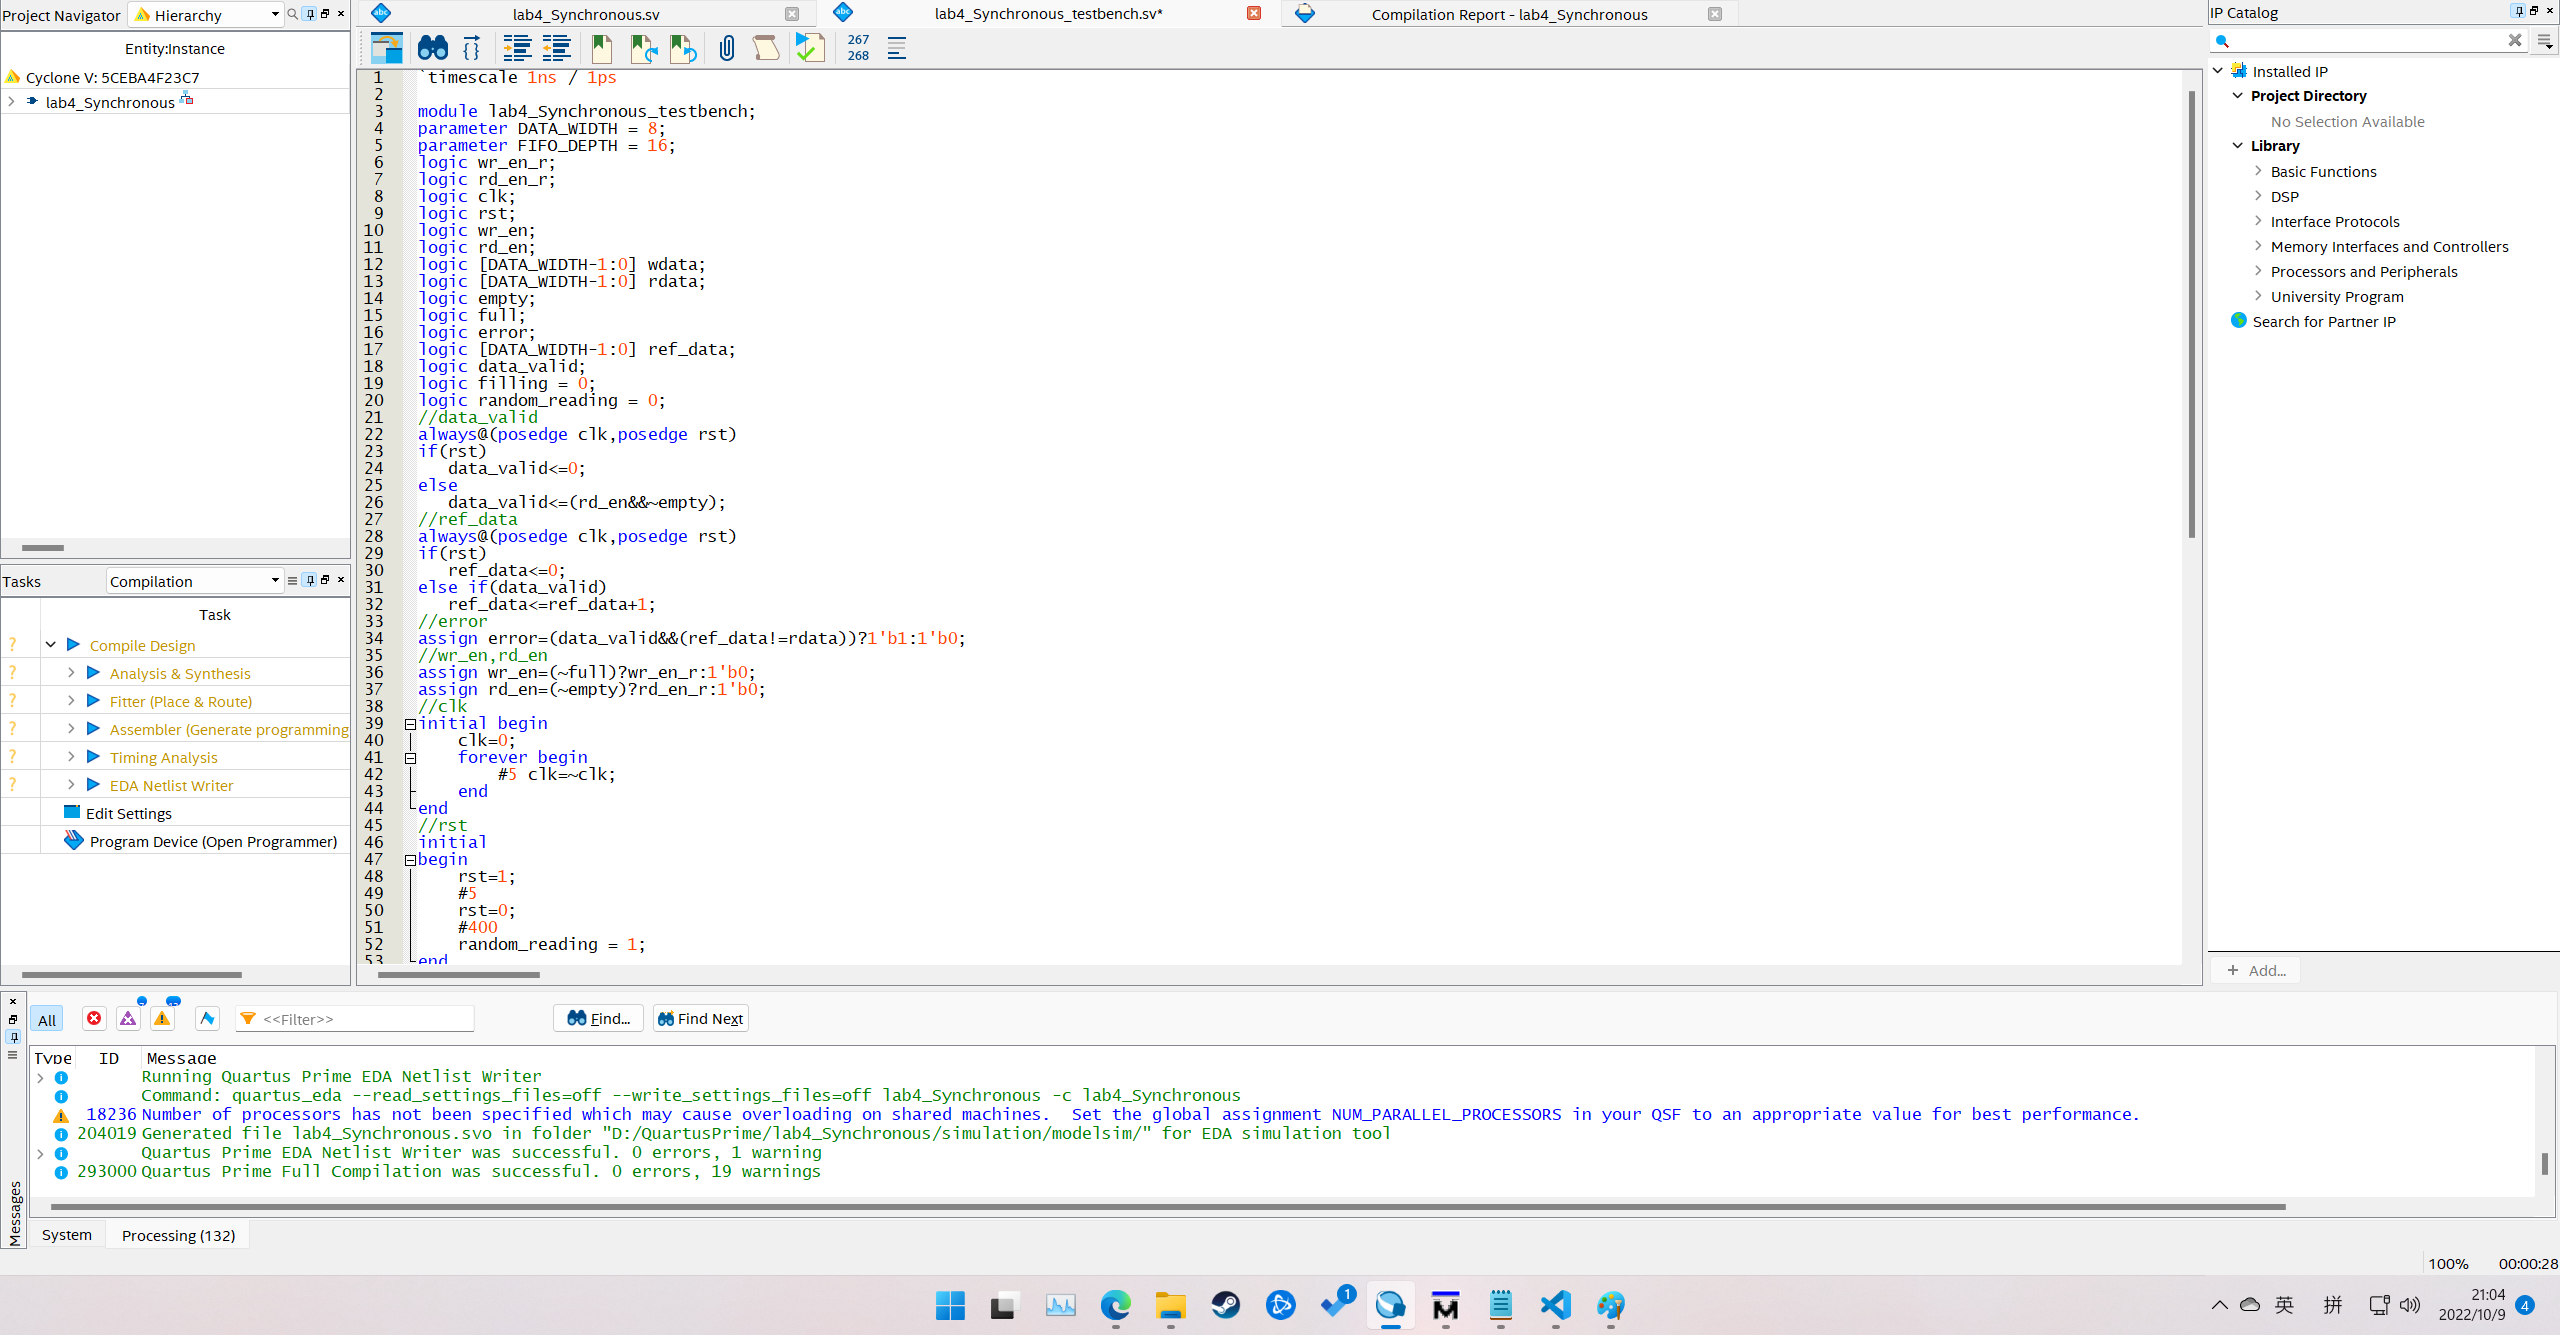 Project Navigator Hierarchy
Entity:Instance
Cyclone V: 5CEBA4F23C7
lab4_Synchronous
Tasks Compilation
Task
? Compile Design
? Analysis & Synthesis
? Fitter (Place & Route)
? Assembler (Generate programming
? Timing Analysis
? EDA Netlist Writer
Edit Settings
Program Device (Open Programmer)
lab4_Synchronous.sv
lab4_Synchronous_testbench.sv*
Compilation Report - lab4_Synchronous
267
268
1 `timescale 1ns / 1ps
2
3 module lab4_Synchronous_testbench;
4 parameter DATA_WIDTH = 8;
5 parameter FIFO_DEPTH = 16;
6 logic wr_en_r;
7 logic rd_en_r;
8 logic clk;
9 logic rst;
10 logic wr_en;
11 logic rd_en;
12 logic [DATA_WIDTH-1:0] wdata;
13 logic [DATA_WIDTH-1:0] rdata;
14 logic empty;
15 logic full;
16 logic error;
17 logic [DATA_WIDTH-1:0] ref_data;
18 logic data_valid;
19 logic filling = 0;
20 logic random_reading = 0;
21 //data_valid
22 always@(posedge clk,posedge rst)
23 if(rst)
24 data_valid<=0;
25 else
26 data_valid<=(rd_en&&~empty);
27 //ref_data
28 always@(posedge clk,posedge rst)
29 if(rst)
30 ref_data<=0;
31 else if(data_valid)
32 ref_data<=ref_data+1;
33 //error
34 assign error=(data_valid&&(ref_data!=rdata))?1'b1:1'b0;
35 //wr_en,rd_en
36 assign wr_en=(~full)?wr_en_r:1'b0;
37 assign rd_en=(~empty)?rd_en_r:1'b0;
38 //clk
39 initial begin
40 clk=0;
41 forever begin
42 #5 clk=~clk;
43 end
44 end
45 //rst
46 initial
47 begin
48 rst=1;
49 #5
50 rst=0;
51 #400
52 random_reading = 1;
53 end
IP Catalog
Installed IP
Project Directory
No Selection Available
Library
Basic Functions
DSP
Interface Protocols
Memory Interfaces and Controllers
Processors and Peripherals
University Program
Search for Partner IP
+ Add...
All <<Filter>> Find... Find Next
Type ID Message
Running Quartus Prime EDA Netlist Writer
Command: quartus_eda --read_settings_files=off --write_settings_files=off lab4_Synchronous -c lab4_Synchronous
18236 Number of processors has not been specified which may cause overloading on shared machines.  Set the global assignment NUM_PARALLEL_PROCESSORS in your QSF to an appropriate value for best performance.
204019 Generated file lab4_Synchronous.svo in folder "D:/QuartusPrime/lab4_Synchronous/simulation/modelsim/" for EDA simulation tool
Quartus Prime EDA Netlist Writer was successful. 0 errors, 1 warning
293000 Quartus Prime Full Compilation was successful. 0 errors, 19 warnings
Messages
System Processing (132)
100% 00:00:28
1
英 拼 21:04
2022/10/9 4